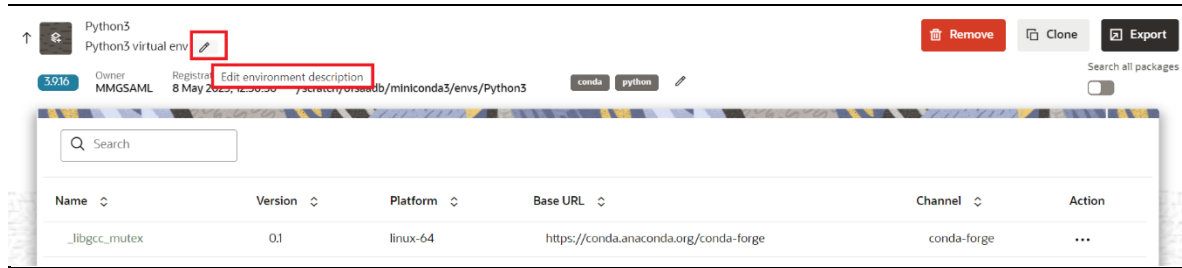 Python3
Python3 virtual env
Remove
Clone
Export
Search all packages
3.9.16
Owner
MMGSAML
Registrat
8 May 2023,
Edit environment description
/miniconda3/envs/Python3
conda
python
Search
Name
Version
Platform
Base URL
Channel
Action
_libgcc_mutex
0.1
linux-64
https://conda.anaconda.org/conda-forge
conda-forge